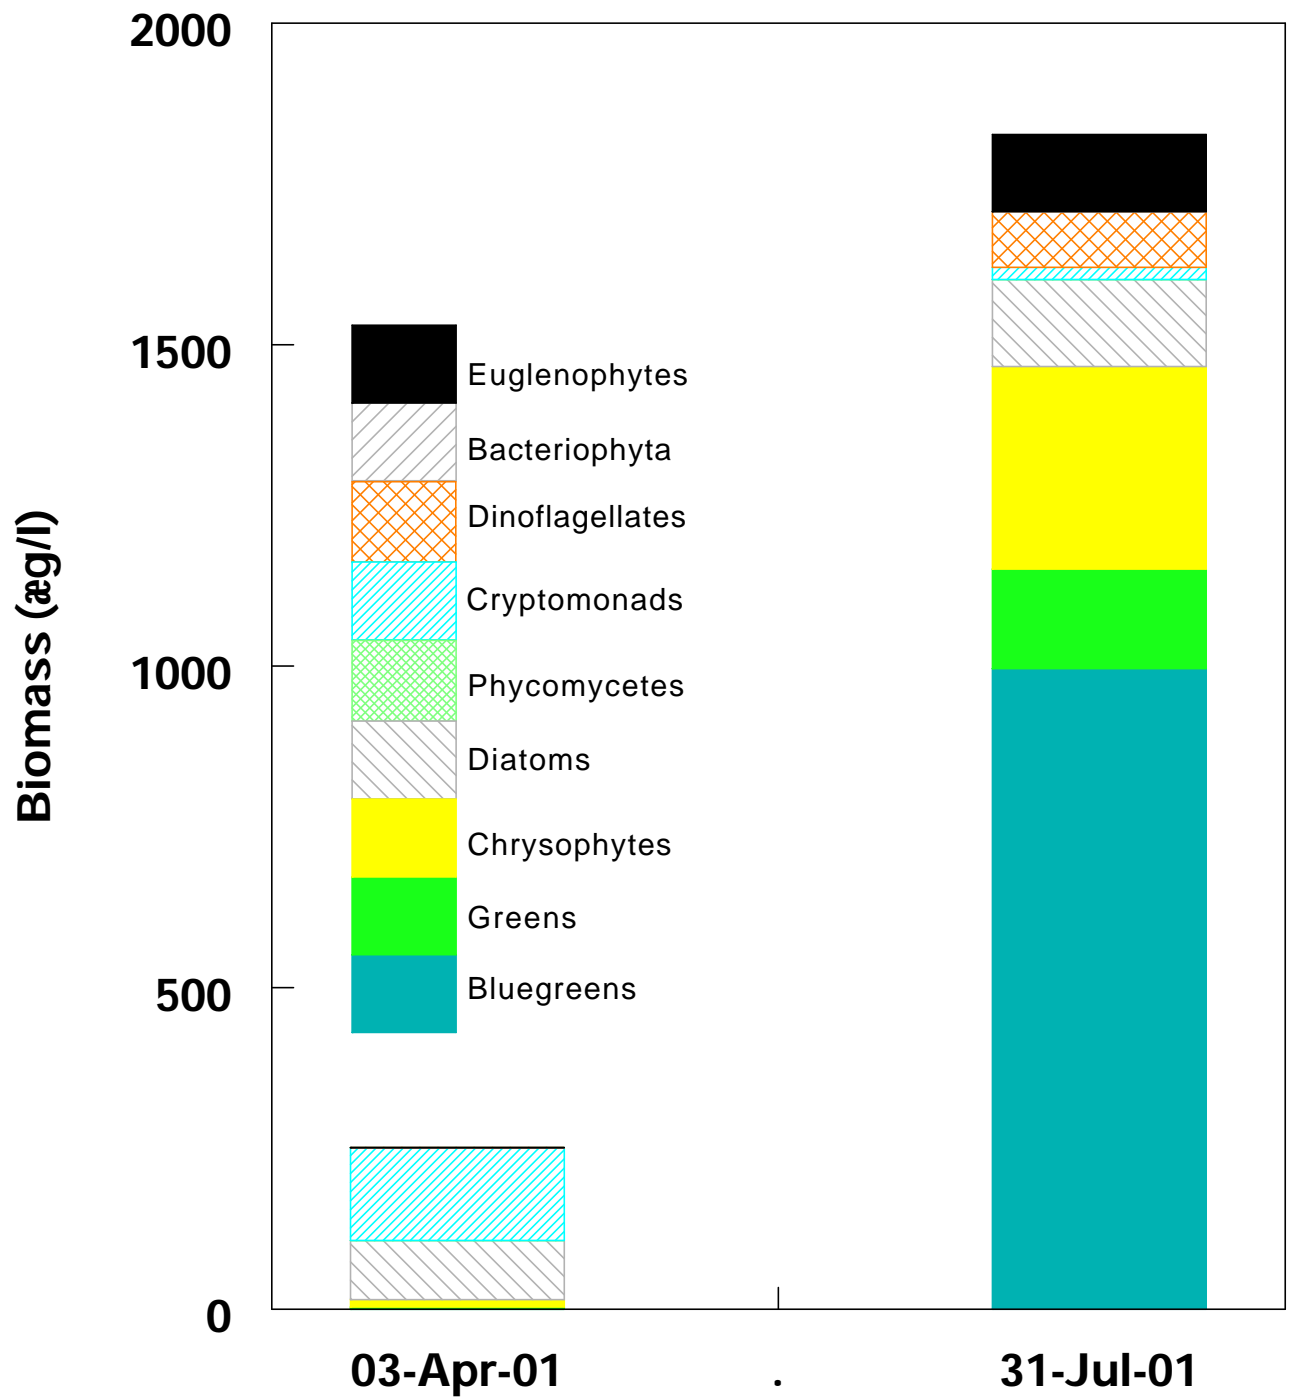 2000
1500
1000
500
0
Biomass (æg/l)
Euglenophytes
Bacteriophyta
Dinoflagellates
Cryptomonads
Phycomycetes
Diatoms
Chrysophytes
Greens
Bluegreens
03-Apr-01 . 31-Jul-01